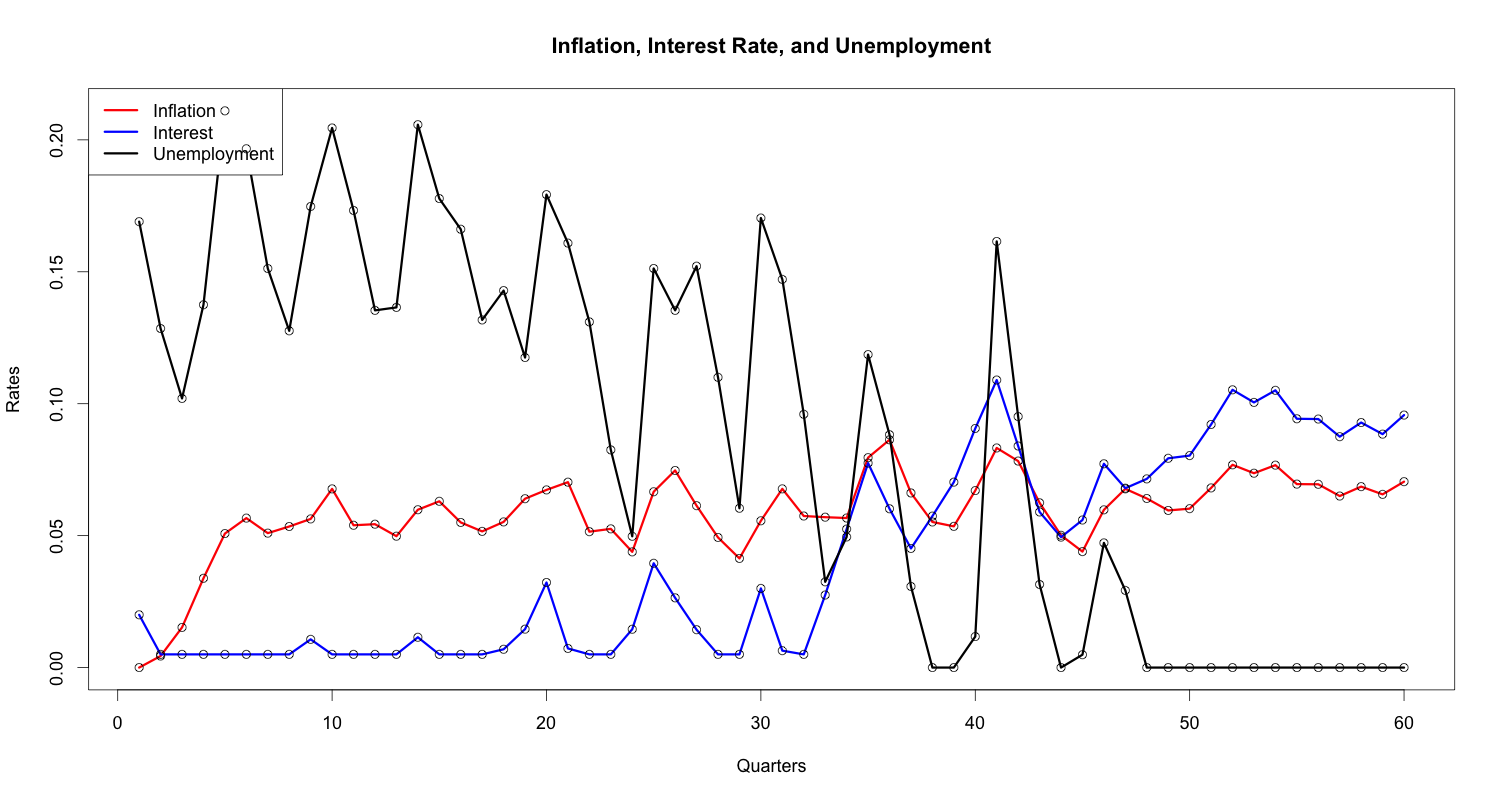 Inflation, Interest Rate, and Unemployment
Inflation
Interest
Unemployment
Rates
0.20
0.15
0.10
0.05
0.00
0 10 20 30 40 50 60
Quarters